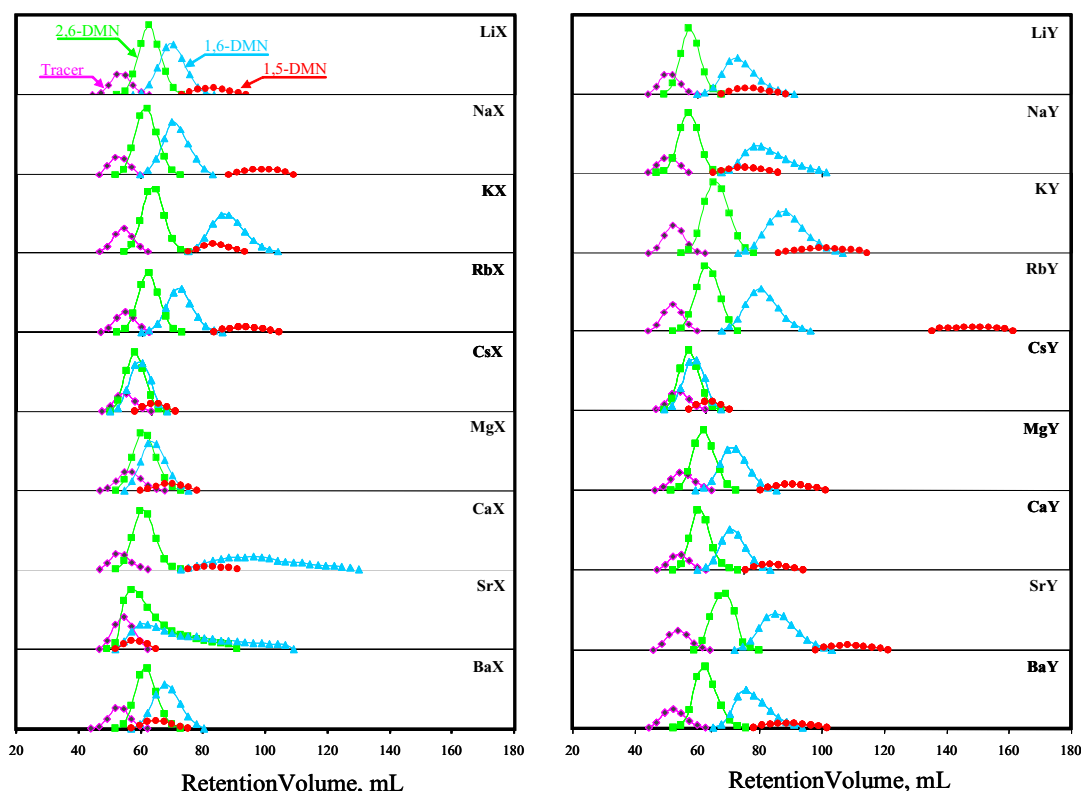 LiX
2,6-DMN
1,6-DMN
Tracer
1,5-DMN
NaX
KX
RbX
CsX
MgX
CaX
SrX
BaX
20 40 60 80 100 120 140 160 180
RetentionVolume, mL
LiY
NaY
KY
RbY
CsY
MgY
CaY
SrY
BaY
20 40 60 80 100 120 140 160 180
RetentionVolume, mL